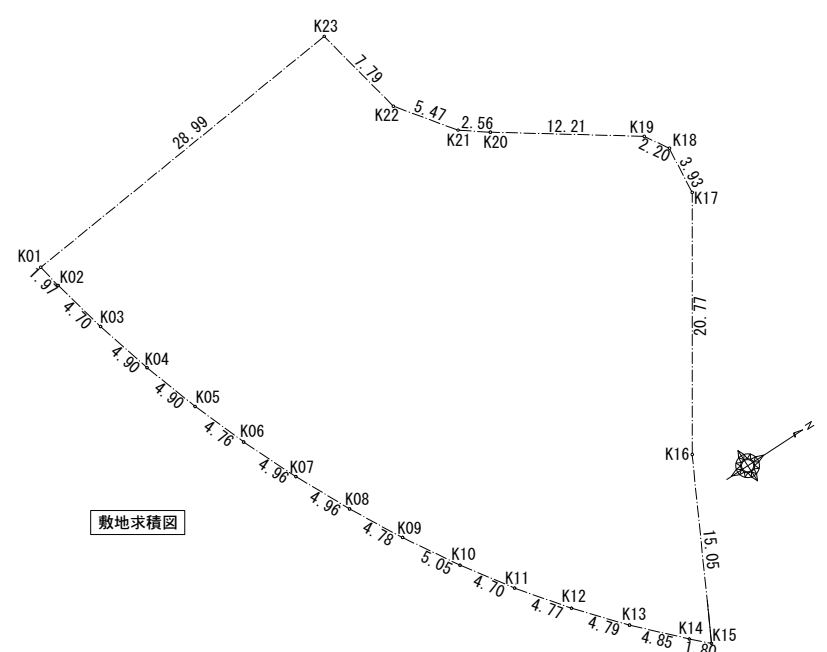 K23
7.79
K22
5.47
K21
2.56
K20
12.21
K19
2.20
K18
3.93
K17
28.99
K01
1.97
K02
4.70
K03
4.90
K04
4.90
K05
4.76
K06
4.96
K07
4.96
K08
4.78
K09
5.05
K10
4.70
K11
4.77
K12
4.79
K13
4.85
K14
1.80
K15
15.05
K16
20.77
N
敷地求積図